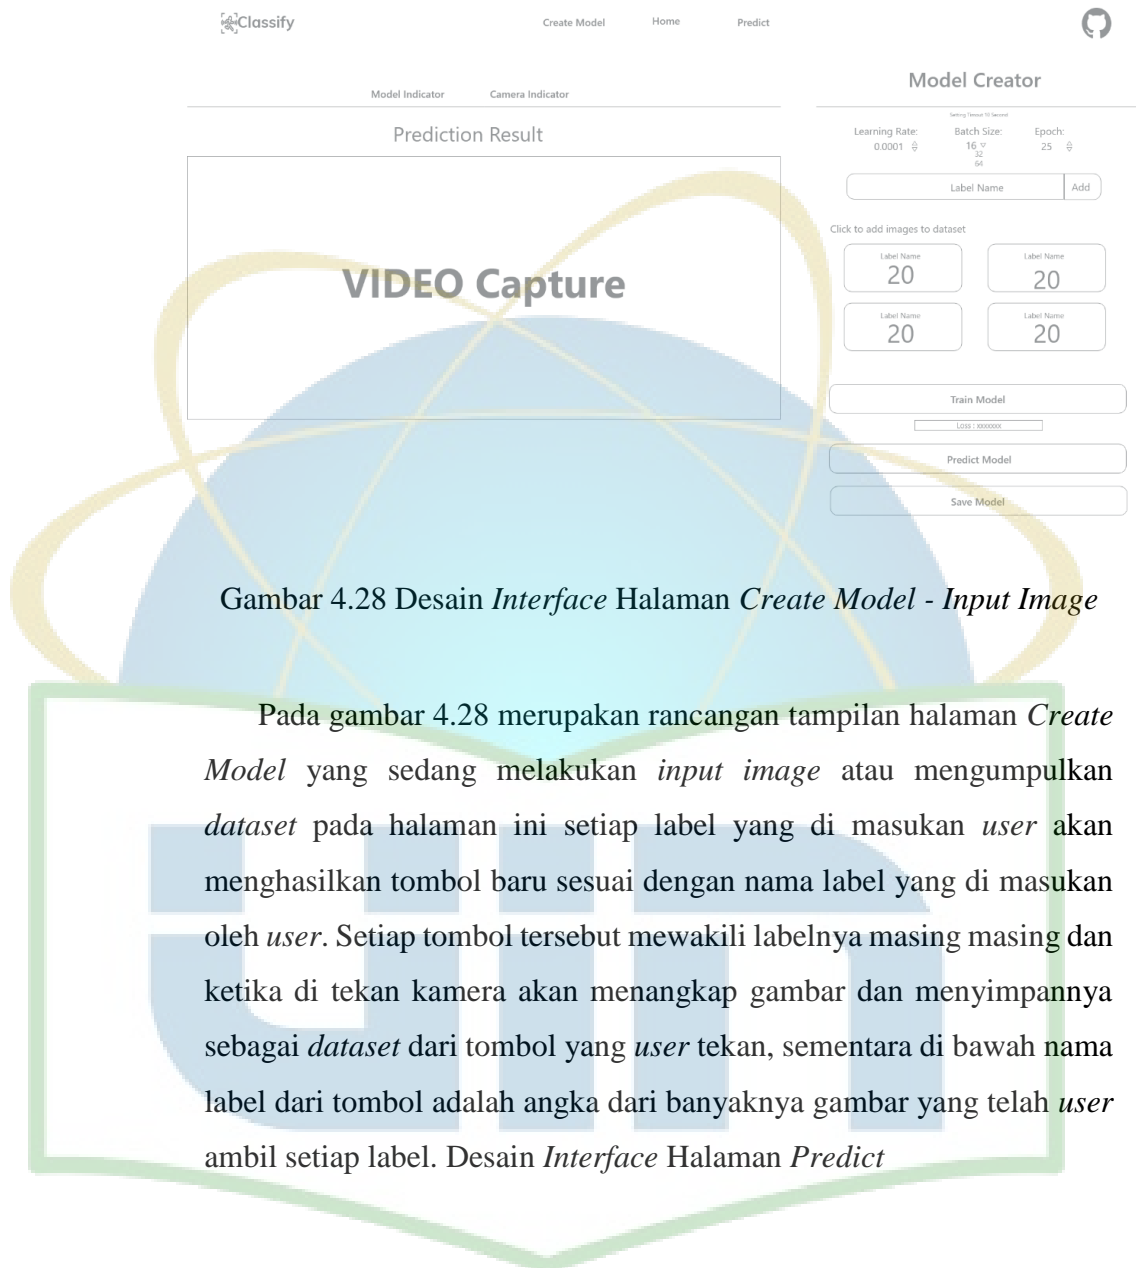 Classify
Create Model
Home
Predict
Model Indicator
Camera Indicator
Prediction Result
VIDEO Capture
Model Creator
Setting Timeout 10 Second
Learning Rate:
0.0001
Batch Size:
16
32
64
Epoch:
25
Label Name
Add
Click to add images to dataset
Label Name
20
Label Name
20
Label Name
20
Label Name
20
Train Model
Loss : xxxxxxx
Predict Model
Save Model
Gambar 4.28 Desain Interface Halaman Create Model - Input Image
Pada gambar 4.28 merupakan rancangan tampilan halaman Create
Model yang sedang melakukan input image atau mengumpulkan
dataset pada halaman ini setiap label yang di masukan user akan
menghasilkan tombol baru sesuai dengan nama label yang di masukan
oleh user. Setiap tombol tersebut mewakili labelnya masing masing dan
ketika di tekan kamera akan menangkap gambar dan menyimpannya
sebagai dataset dari tombol yang user tekan, sementara di bawah nama
label dari tombol adalah angka dari banyaknya gambar yang telah user
ambil setiap label. Desain Interface Halaman Predict
uin